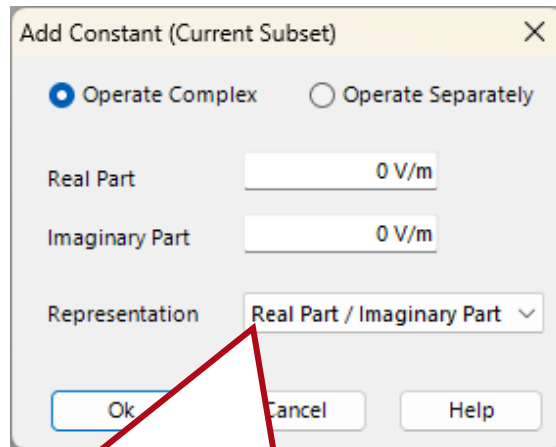 Add Constant (Current Subset)
Operate Complex Operate Separately
Real Part 0 V/m
Imaginary Part 0 V/m
Representation Real Part / Imaginary Part
Ok Cancel Help